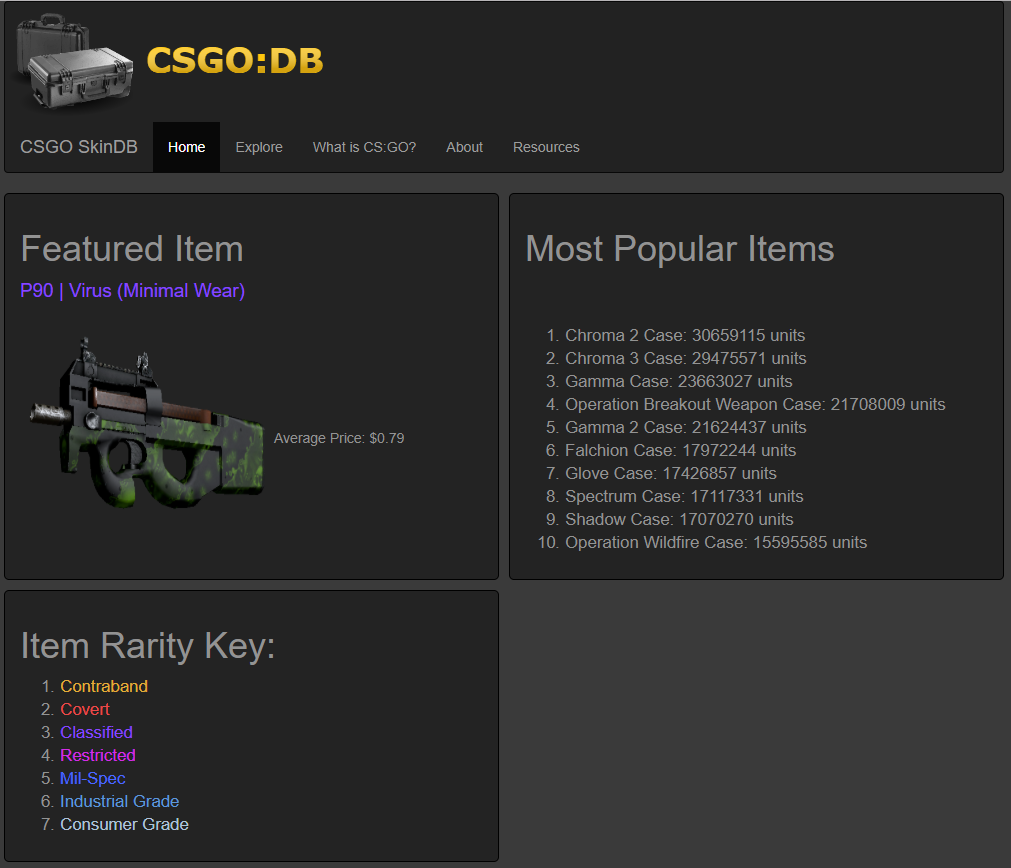 CSGO:DB
CSGO SkinDB Home Explore What is CS:GO? About Resources
Featured Item
P90 | Virus (Minimal Wear)
Average Price: $0.79
Most Popular Items
1. Chroma 2 Case: 30659115 units
2. Chroma 3 Case: 29475571 units
3. Gamma Case: 23663027 units
4. Operation Breakout Weapon Case: 21708009 units
5. Gamma 2 Case: 21624437 units
6. Falchion Case: 17972244 units
7. Glove Case: 17426857 units
8. Spectrum Case: 17117331 units
9. Shadow Case: 17070270 units
10. Operation Wildfire Case: 15595585 units
Item Rarity Key:
1. Contraband
2. Covert
3. Classified
4. Restricted
5. Mil-Spec
6. Industrial Grade
7. Consumer Grade